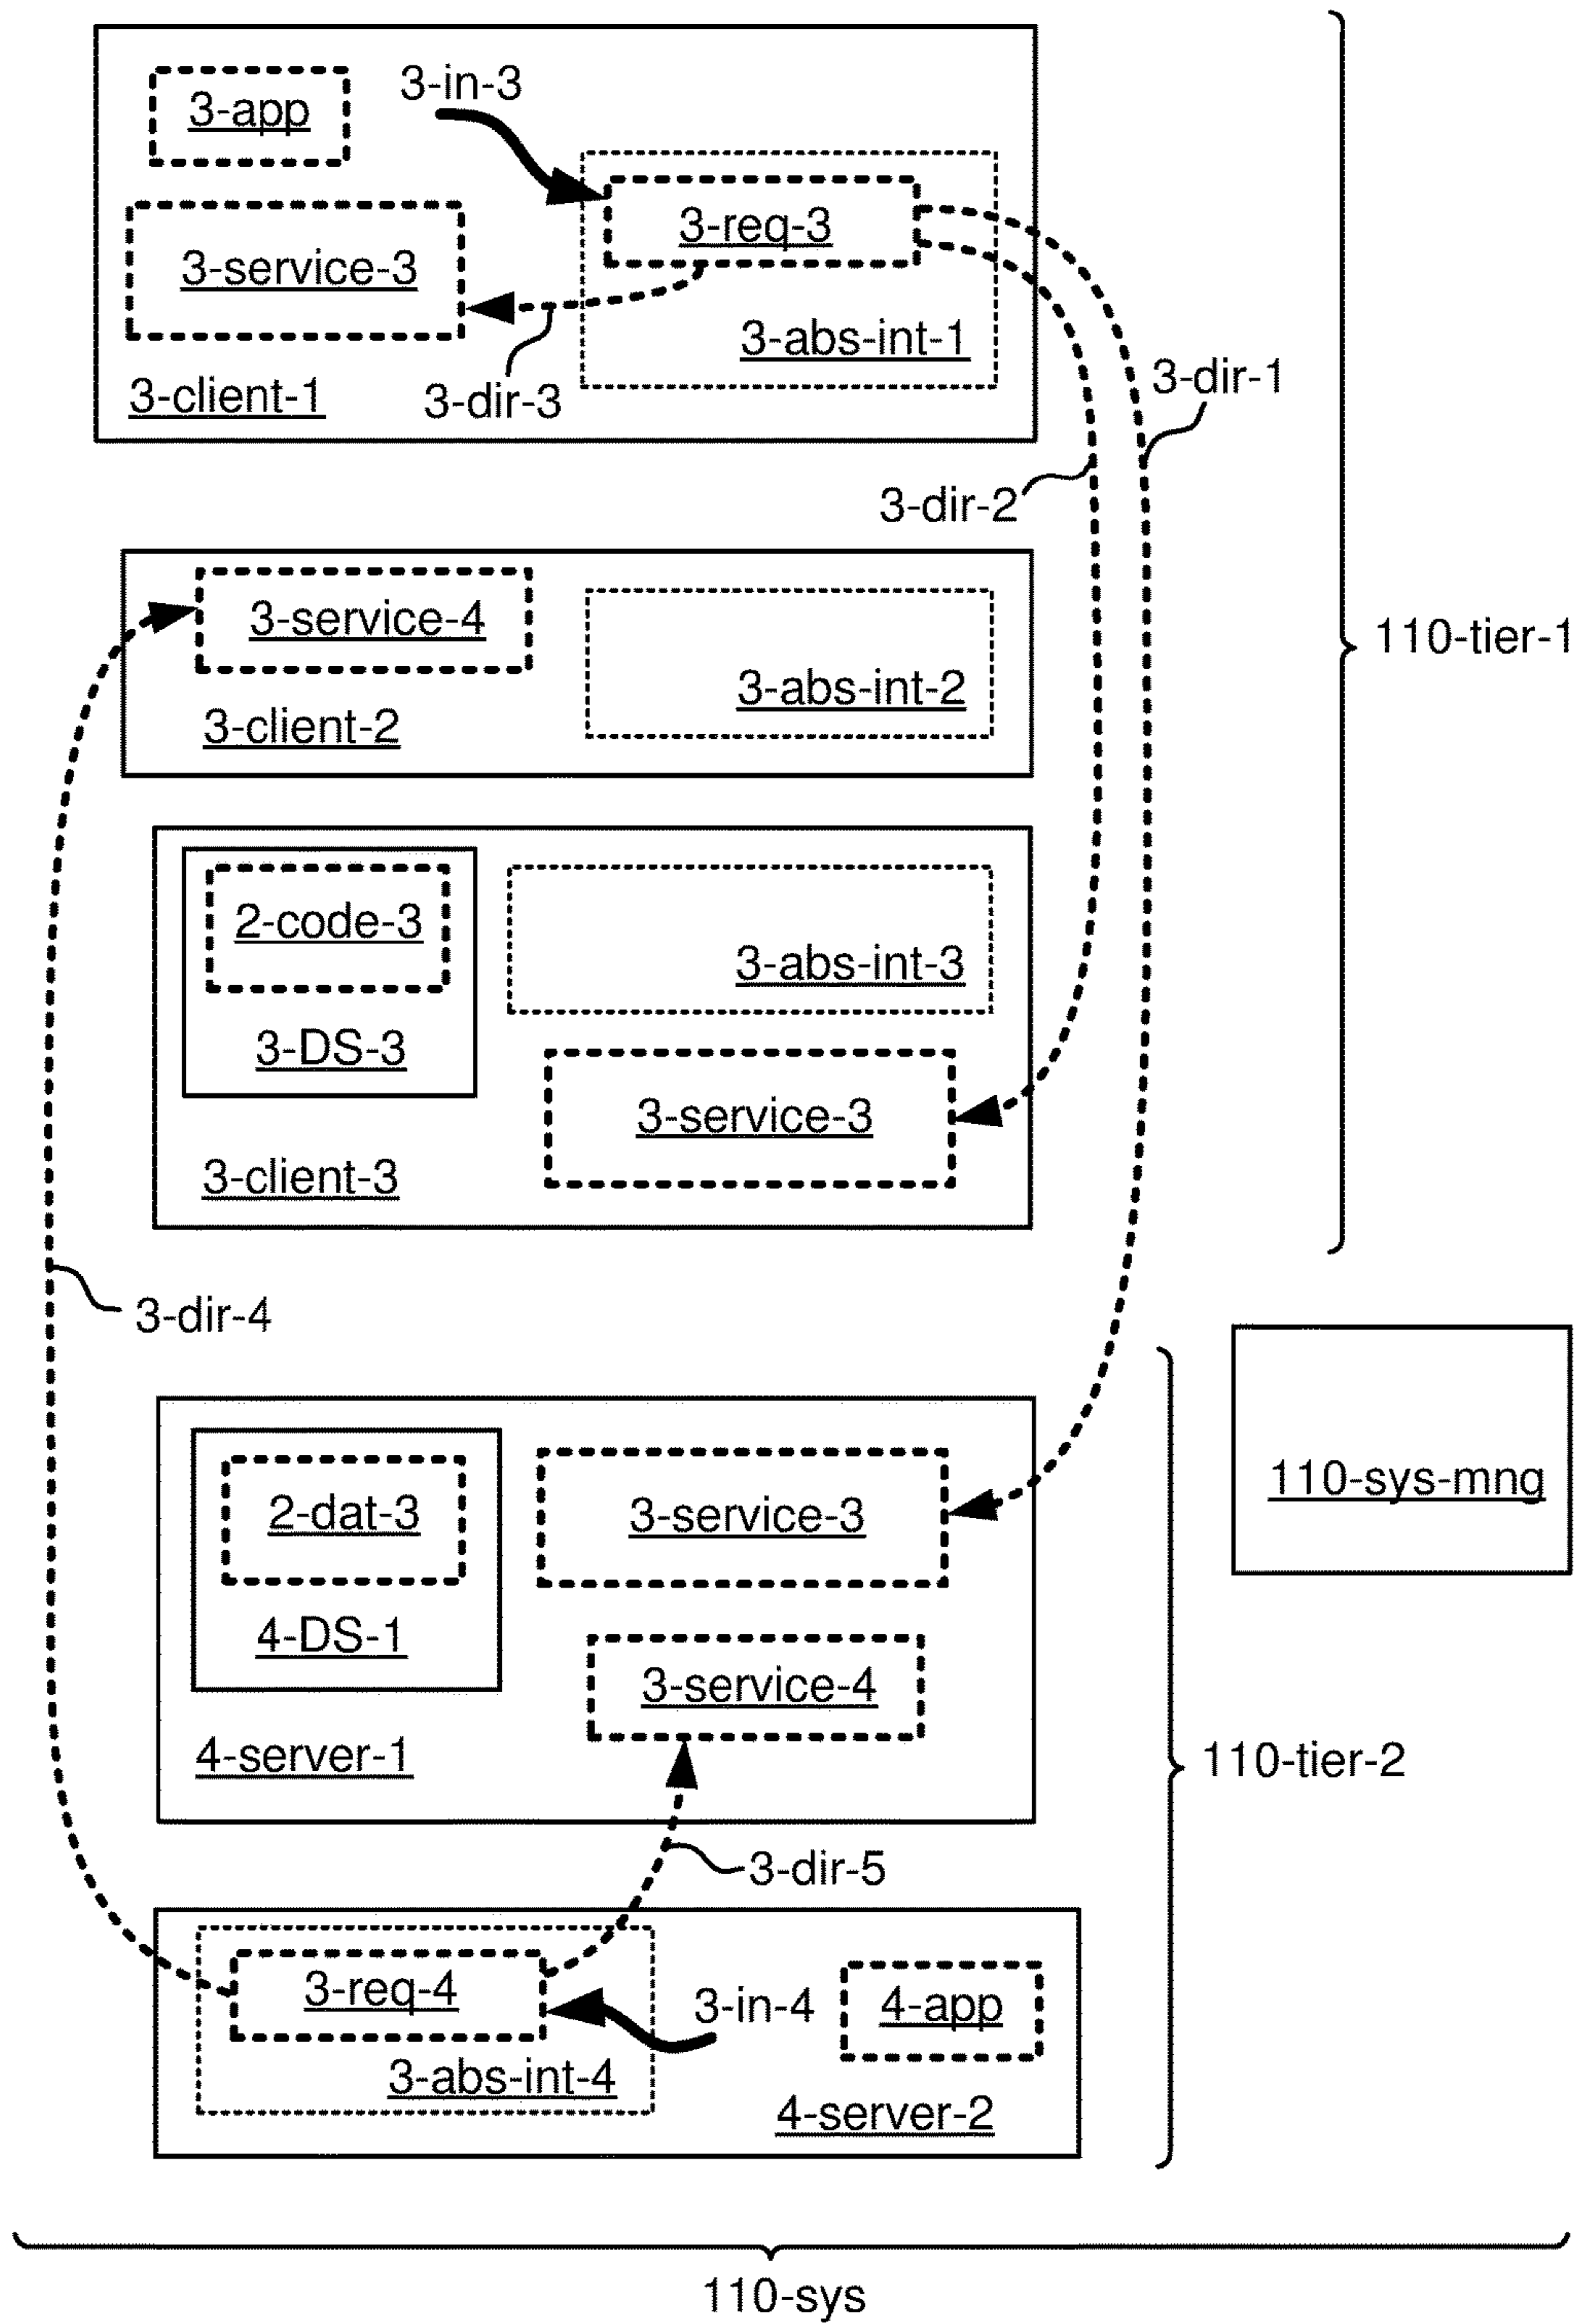 3-in-3
3-app
3-req-3
3-service-3
3-abs-int-1
3-client-1
3-dir-3
3-dir-1
3-dir-2
3-service-4
110-tier-1
3-abs-int-2
3-client-2
2-code-3
3-abs-int-3
3-DS-3
3-service-3
3-client-3
3-dir-4
110-sys-mng
2-dat-3
3-service-3
4-DS-1
3-service-4
4-server-1
110-tier-2
3-dir-5
3-req-4
3-in-4
4-app
3-abs-int-4
4-server-2
110-sys